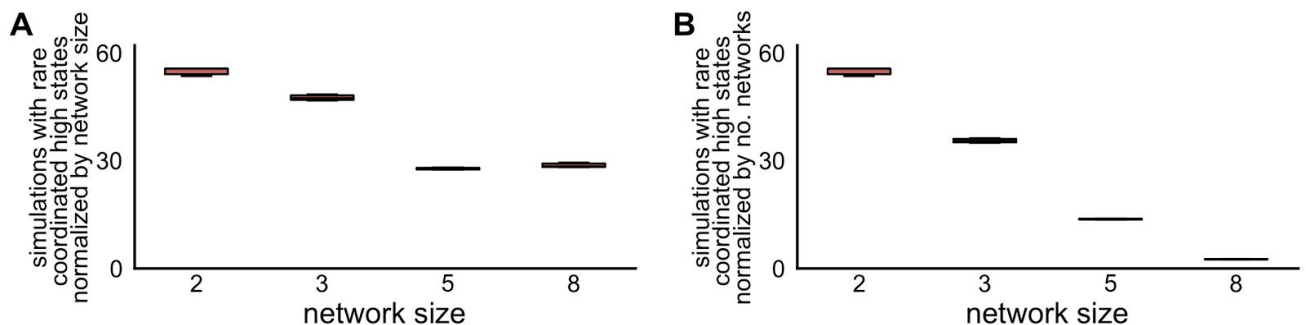 A
simulations with rare
coordinated high states
normalized by network size
60
30
0
2 3 5 8
network size
B
simulations with rare
coordinated high states
normalized by no. networks
60
30
0
2 3 5 8
network size